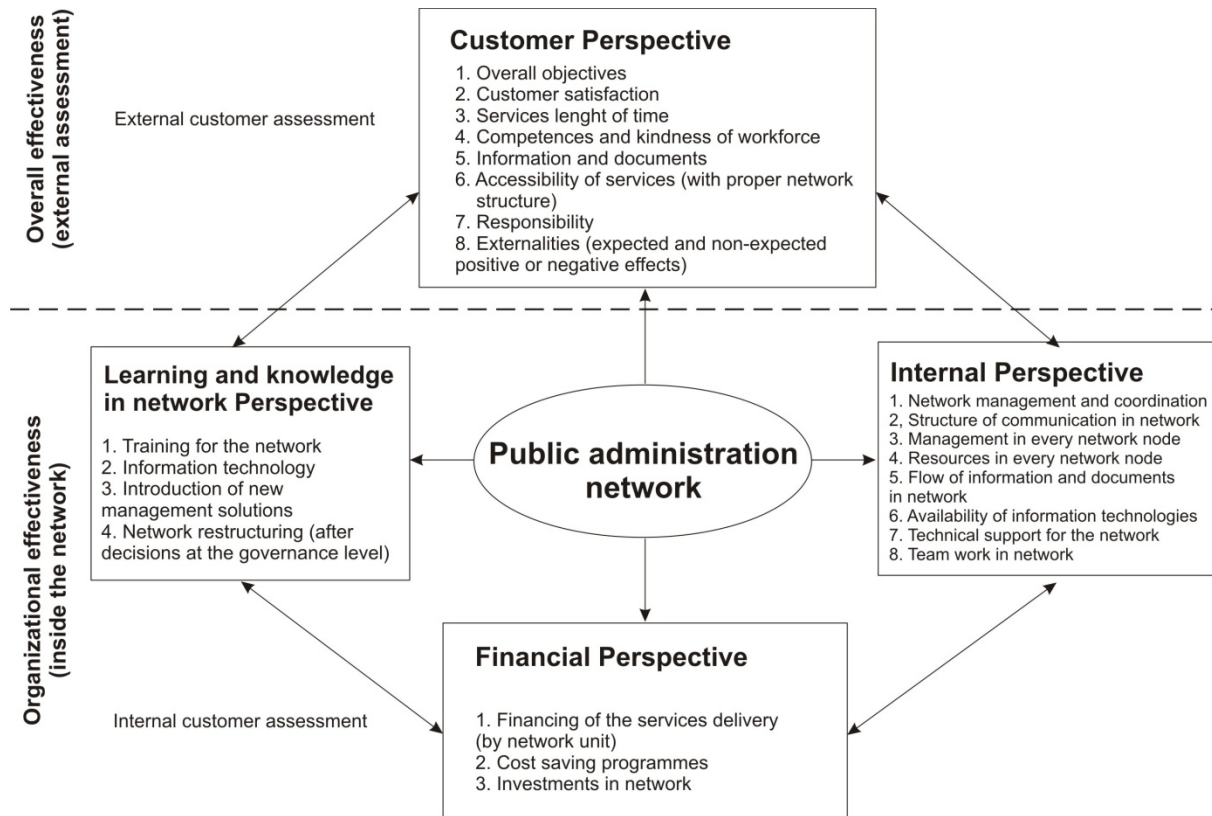 Overall effectiveness
(external assessment)
External customer assessment
Customer Perspective
1. Overall objectives
2. Customer satisfaction
3. Services lenght of time
4. Competences and kindness of workforce
5. Information and documents
6. Accessibility of services (with proper network
structure)
7. Responsibility
8. Externalities (expected and non-expected
positive or negative effects)
Organizational effectiveness
(inside the network)
Learning and knowledge
in network Perspective
1. Training for the network
2. Information technology
3. Introduction of new
management solutions
4. Network restructuring (after
decisions at the governance level)
Public administration
network
Internal Perspective
1. Network management and coordination
2, Structure of communication in network
3. Management in every network node
4. Resources in every network node
5. Flow of information and documents
in network
6. Availability of information technologies
7. Technical support for the network
8. Team work in network
Internal customer assessment
Financial Perspective
1. Financing of the services delivery
(by network unit)
2. Cost saving programmes
3. Investments in network